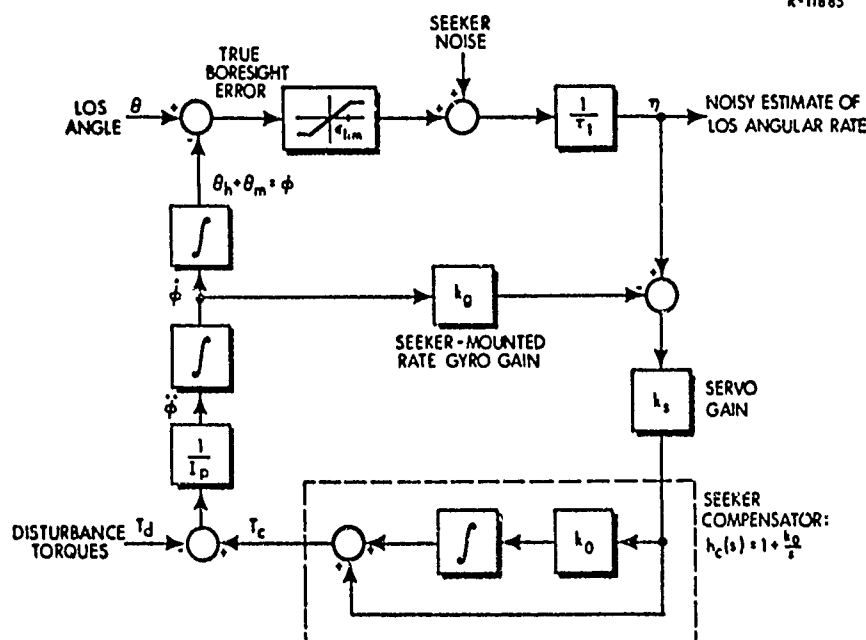 R-11885
SEEKER
NOISE
TRUE
BORESIGHT
ERROR
LOS
ANGLE
θ
+
-
ε lim
+
+
1
τ1
η
NOISY ESTIMATE OF
LOS ANGULAR RATE
θh + θm = φ
∫
φ̇
kg
-
+
SEEKER-MOUNTED
RATE GYRO GAIN
∫
φ̈
ks
SERVO
GAIN
1
Ip
DISTURBANCE
TORQUES
Td
-
+
Tc
+
+
∫
k0
SEEKER
COMPENSATOR:
hc(s) = 1 + k0/s